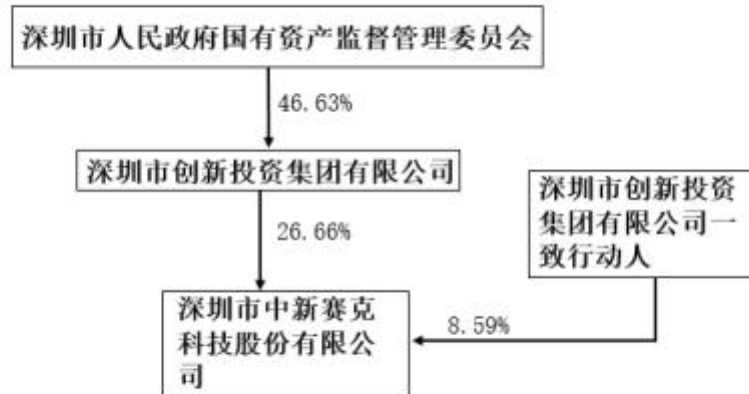 深圳市人民政府国有资产监督管理委员会
46.63%
深圳市创新投资集团有限公司
深圳市创新投资
集团有限公司一
致行动人
26.66%
深圳市中新赛克
科技股份有限公
司
8.59%